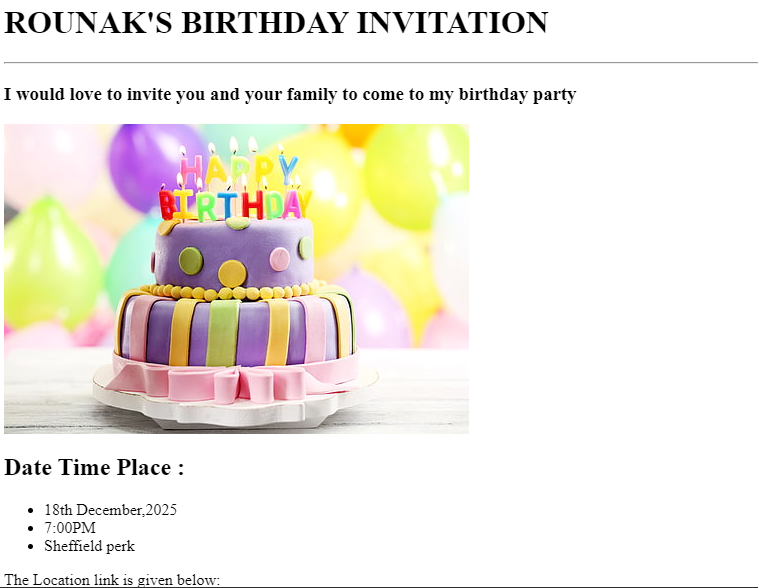 ROUNAK'S BIRTHDAY INVITATION
I would love to invite you and your family to come to my birthday party
HAPPY
BIRTHDAY
Date Time Place :
18th December,2025
7:00PM
Sheffield perk
The Location link is given below: